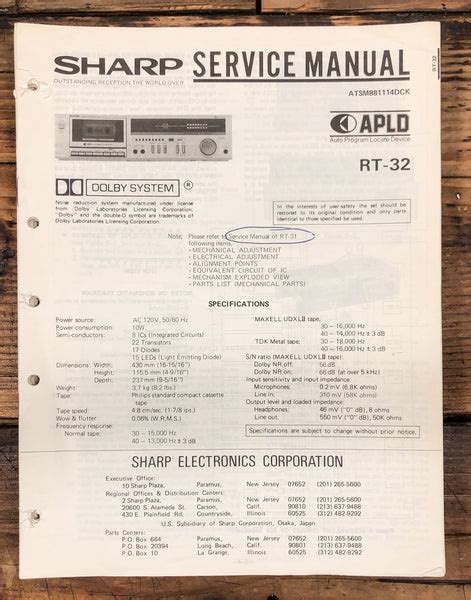 SHARP SERVICE MANUAL
OUTSTANDING RECEPTION THE WORLD OVER
RT-32
ATSM881114DCK
APLD
Auto Program Locate Device
RT-32
DOLBY SYSTEM ®
Noise reduction system manufactured under license
from Dolby Laboratories Licensing Corporation.
"Dolby" and the double-D symbol are trademarks of
Dolby Laboratories Licensing Corporation.
In the interests of user-safety the set should be
restored to its original condition and only parts
identical to those specified be used.
Note; Please refer to Service Manual of RT-31
following items,
- MECHANICAL ADJUSTMENT
- ELECTRICAL ADJUSTMENT
- ALIGNMENT POINTS
- EQUIVALENT CIRCUIT OF IC
- MECHANISM EXPLODED VIEW
- PARTS LIST (MECHANICAL PARTS)
SPECIFICATIONS
Power source: AC 120V, 50/60 Hz
Power consumption: 10W
Semi-conductors: 8 ICs (Integrated Circuits)
22 Transistors
17 Diodes
15 LEDs (Light Emitting Diode)
Dimensions: Width: 430 mm (16-15/16")
Height: 115.5 mm (4-9/16")
Depth: 237 mm (9-5/16")
Weight: 3.7 kg (8.2 lbs.)
Tape: Philips standard compact cassette
tape
Tape speed: 4.8 cm/sec. (1-7/8 ips.)
Wow & flutter: 0.06% (W.R.M.S.)
Frequency response:
Normal tape: 30 - 15,000 Hz
40 - 13,000 Hz ± 3 dB
MAXELL UDXLII tape;
30 - 16,000 Hz
40 - 14,000 Hz ± 3 dB
TDK Metal tape; 30 - 18,000 Hz
40 - 16,000 Hz ± 3 dB
S/N ratio (MAXELL UDXLII tape);
Dolby NR off; 56 dB
Dolby NR on; 66 dB (at over 5 kHz)
Input sensitivity and input impedance
Microphones; 0.2 mV (6.8K ohms)
Line in; 310 mV (58K ohms)
Output level and loaded impedance;
Headphones; 46 mV ("0" dB), 8 ohms
Line out; 550 mV ("0" dB), 50K ohms
Specifications are subject to change without prior notice.
SHARP ELECTRONICS CORPORATION
Executive Office:
10 Sharp Plaza, Paramus, New Jersey 07652 (201) 265-5600
Regional Offices & Distribution Centers:
2 Sharp Plaza, Paramus, New Jersey 07652 (201) 265-5600
20600 S. Alameda St. Carson, Calif. 90810 (213) 637-9488
430 E. Plainfield Rd. Countryside, Illinois 60525 (312) 482-9292
U.S. Subsidiary of Sharp Corporation, Osaka, Japan
Parts Centers:
P.O. Box 664 Paramus, New Jersey 07652 (201) 265-5600
P.O. Box 20394 Long Beach, Calif. 90810 (213) 637-9488
P.O. Box 10 La Grange, Illinois 60525 (312) 482-9292